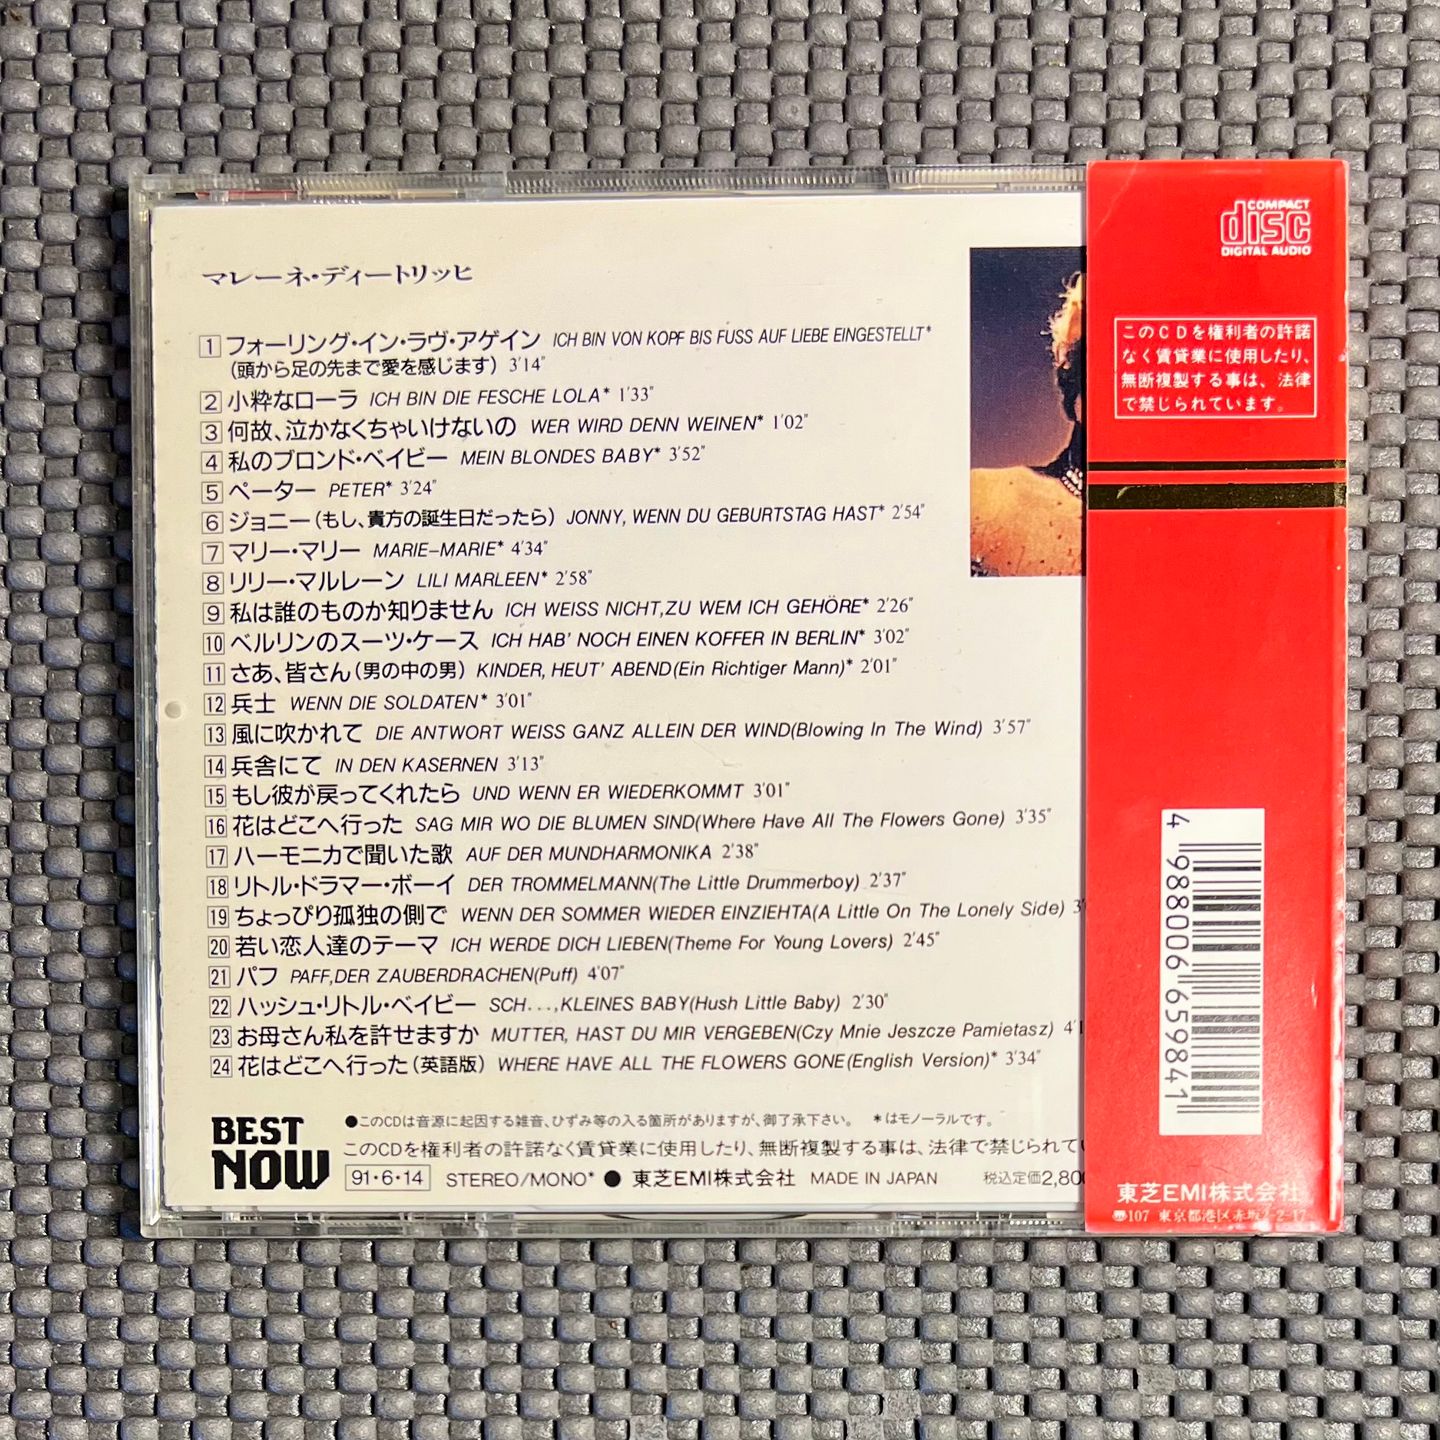 マレーネ・ディートリッヒ
1 フォーリング・イン・ラヴ・アゲイン ICH BIN VON KOPF BIS FUSS AUF LIEBE EINGESTELLT*
(頭から足の先まで愛を感じます) 3'14"
2 小粋なローラ ICH BIN DIE FESCHE LOLA* 1'33"
3 何故、泣かなくちゃいけないの WER WIRD DENN WEINEN* 1'02"
4 私のブロンド・ベイビー MEIN BLONDES BABY* 3'52"
5 ペーター PETER* 3'24"
6 ジョニー(もし、貴方の誕生日だったら) JONNY, WENN DU GEBURTSTAG HAST* 2'54"
7 マリー・マリー MARIE-MARIE* 4'34"
8 リリー・マルレーン LILI MARLEEN* 2'58"
9 私は誰のものか知りません ICH WEISS NICHT,ZU WEM ICH GEHÖRE* 2'26"
10 ベルリンのスーツ・ケース ICH HAB' NOCH EINEN KOFFER IN BERLIN* 3'02"
11 さあ、皆さん(男の中の男) KINDER, HEUT' ABEND(Ein Richtiger Mann)* 2'01"
12 兵士 WENN DIE SOLDATEN* 3'01"
13 風に吹かれて DIE ANTWORT WEISS GANZ ALLEIN DER WIND(Blowing In The Wind) 3'57"
14 兵舎にて IN DEN KASERNEN 3'13"
15 もし彼が戻ってくれたら UND WENN ER WIEDERKOMMT 3'01"
16 花はどこへ行った SAG MIR WO DIE BLUMEN SIND(Where Have All The Flowers Gone) 3'35"
17 ハーモニカで聞いた歌 AUF DER MUNDHARMONIKA 2'38"
18 リトル・ドラマー・ボーイ DER TROMMELMANN(The Little Drummerboy) 2'37"
19 ちょっぴり孤独の側で WENN DER SOMMER WIEDER EINZIEHTA(A Little On The Lonely Side)
20 若い恋人達のテーマ ICH WERDE DICH LIEBEN(Theme For Young Lovers) 2'45"
21 パフ PAFF,DER ZAUBERDRACHEN(Puff) 4'07"
22 ハッシュ・リトル・ベイビー SCH...,KLEINES BABY(Hush Little Baby) 2'30"
23 お母さん私を許せますか MUTTER, HAST DU MIR VERGEBEN(Czy Mnie Jeszcze Pamietasz)
24 花はどこへ行った(英語版) WHERE HAVE ALL THE FLOWERS GONE(English Version)* 3'34"
BEST
NOW
●このCDは音源に起因する雑音、ひずみ等の入る箇所がありますが、御了承下さい。 *はモノーラルです。
このCDを権利者の許諾なく賃貸業に使用したり、無断複製する事は、法律で禁じられてい
91・6・14 STEREO/MONO* ● 東芝EMI株式会社 MADE IN JAPAN 税込定価2,80
COMPACT
disc
DIGITAL AUDIO
このCDを権利者の許諾
なく賃貸業に使用したり、
無断複製する事は、法律
で禁じられています。
4 988006 659841
東芝EMI株式会社
〒107 東京都港区赤坂2-2-17